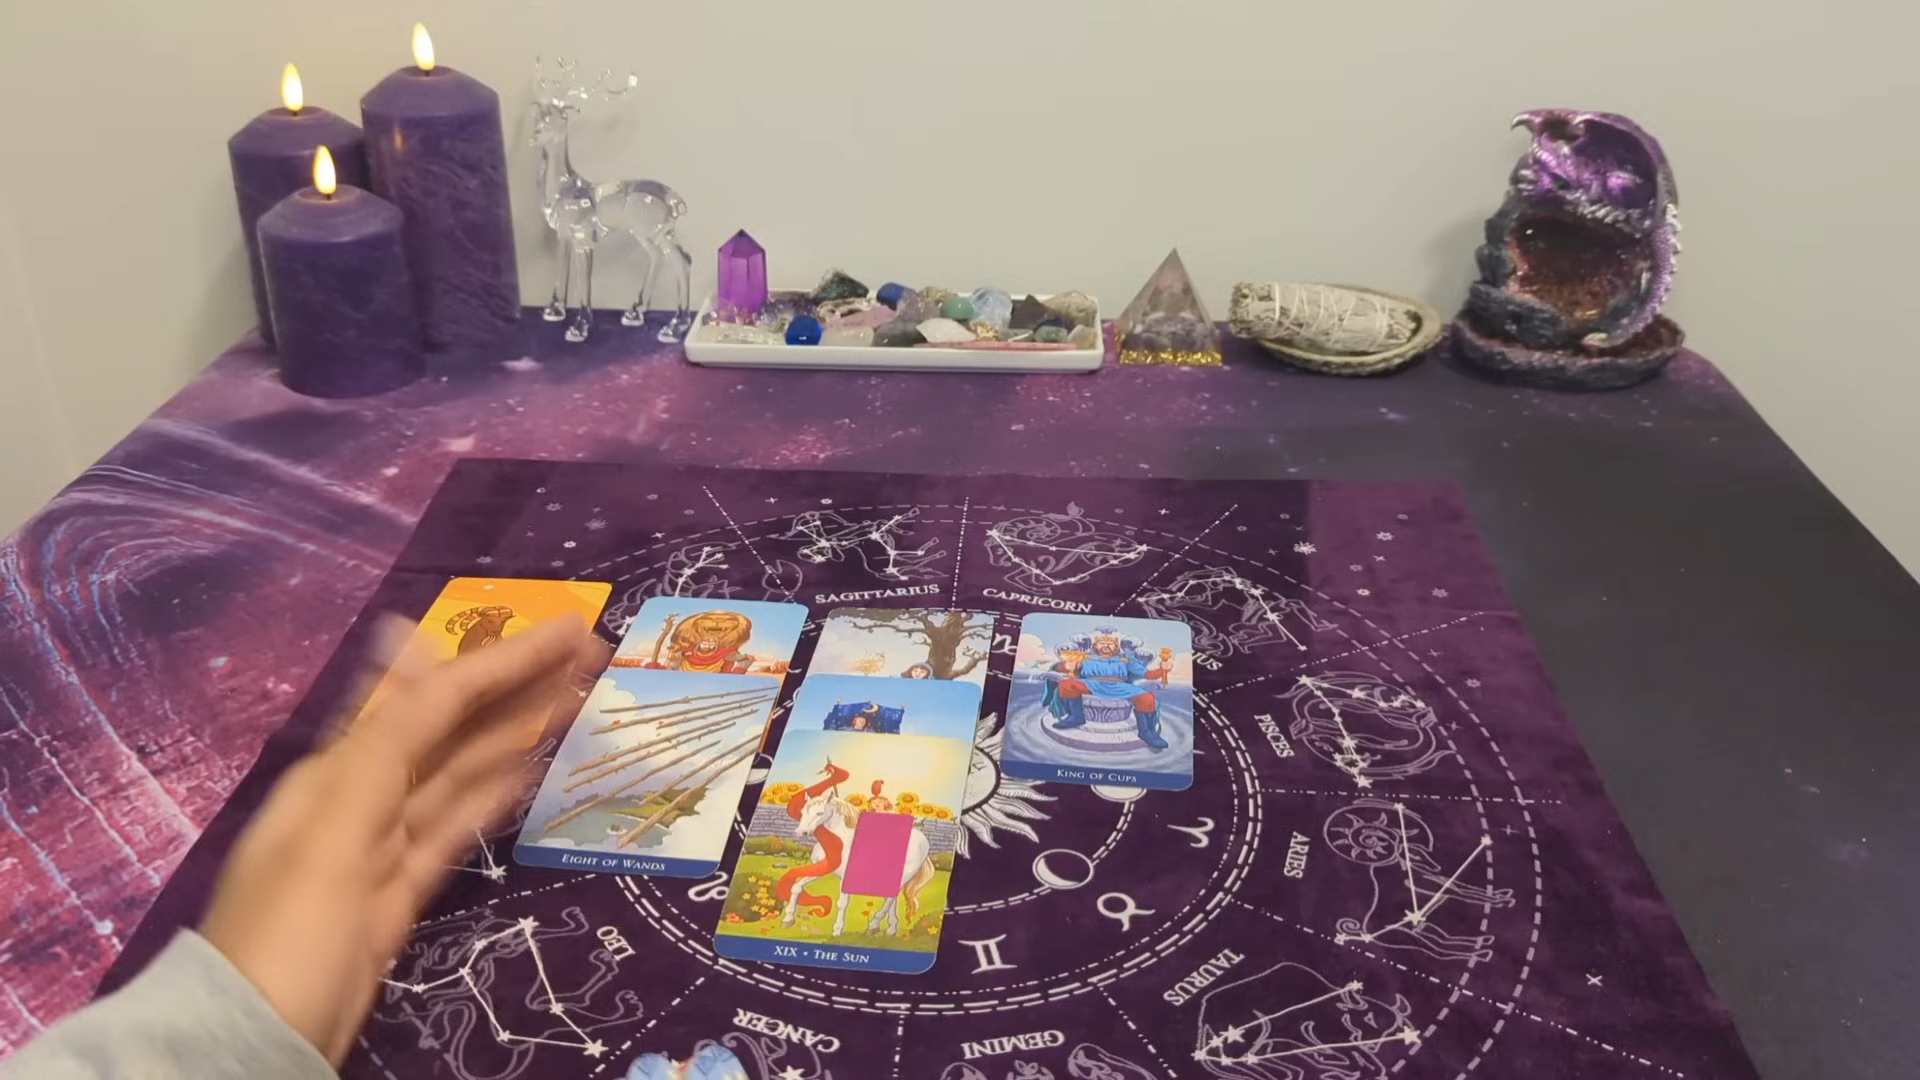 SAGITTARIUS
CAPRICORN
PISCES
KING OF CUPS
ARIES
EIGHT OF WANDS
LEO
XIX • THE SUN
TAURUS
CANCER
GEMINI